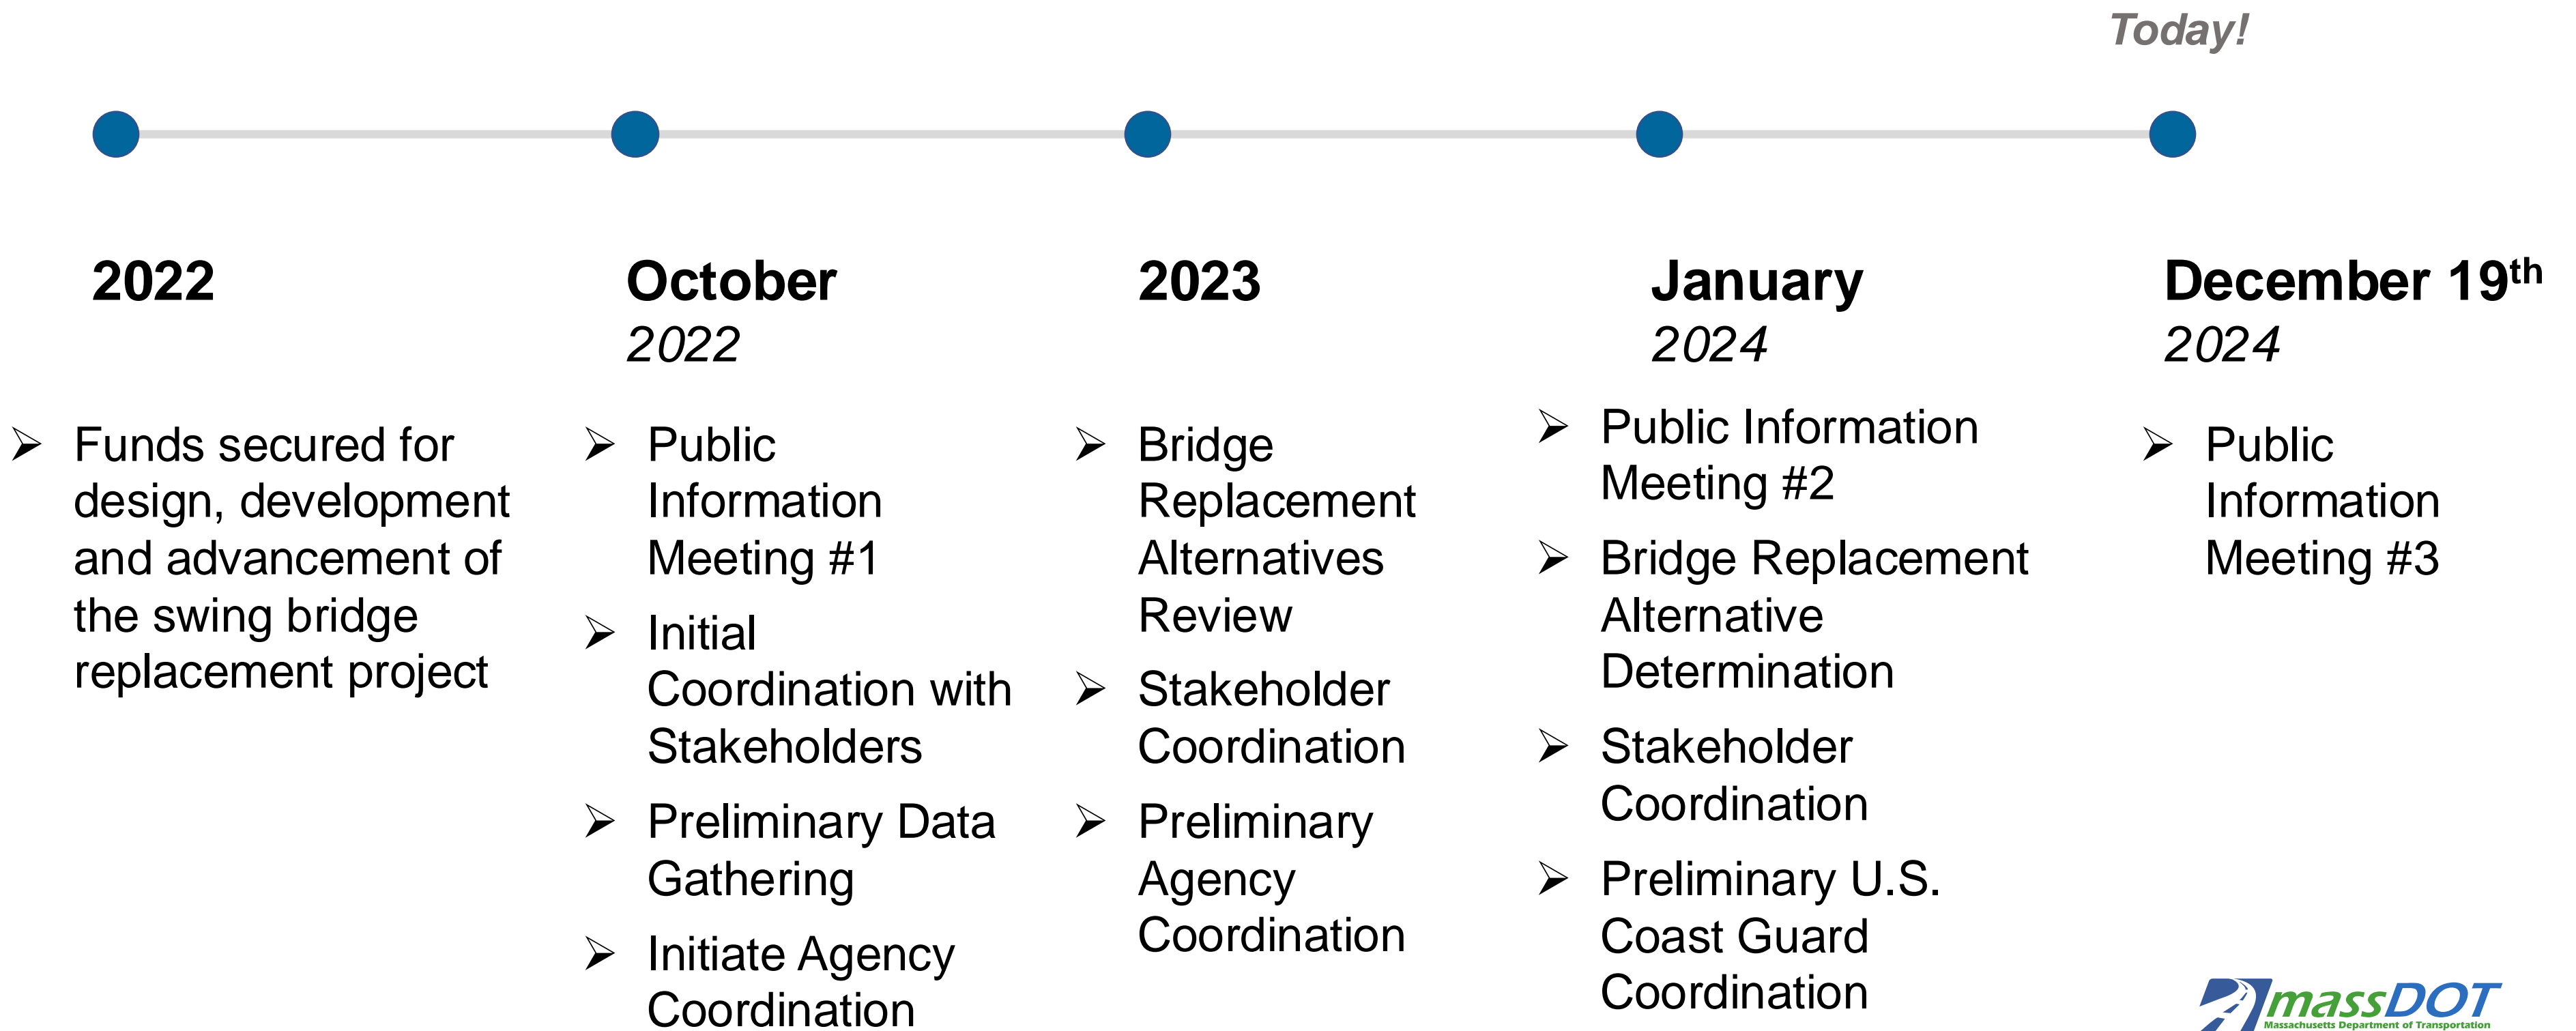 Today!
2022
Funds secured for
design, development
and advancement of
the swing bridge
replacement project
October
2022
Public
Information
Meeting #1
Initial
Coordination with
Stakeholders
Preliminary Data
Gathering
Initiate Agency
Coordination
2023
Bridge
Replacement
Alternatives
Review
Stakeholder
Coordination
Preliminary
Agency
Coordination
January
2024
Public Information
Meeting #2
Bridge Replacement
Alternative
Determination
Stakeholder
Coordination
Preliminary U.S.
Coast Guard
Coordination
December 19th
2024
Public
Information
Meeting #3
massDOT
Massachusetts Department of Transportation